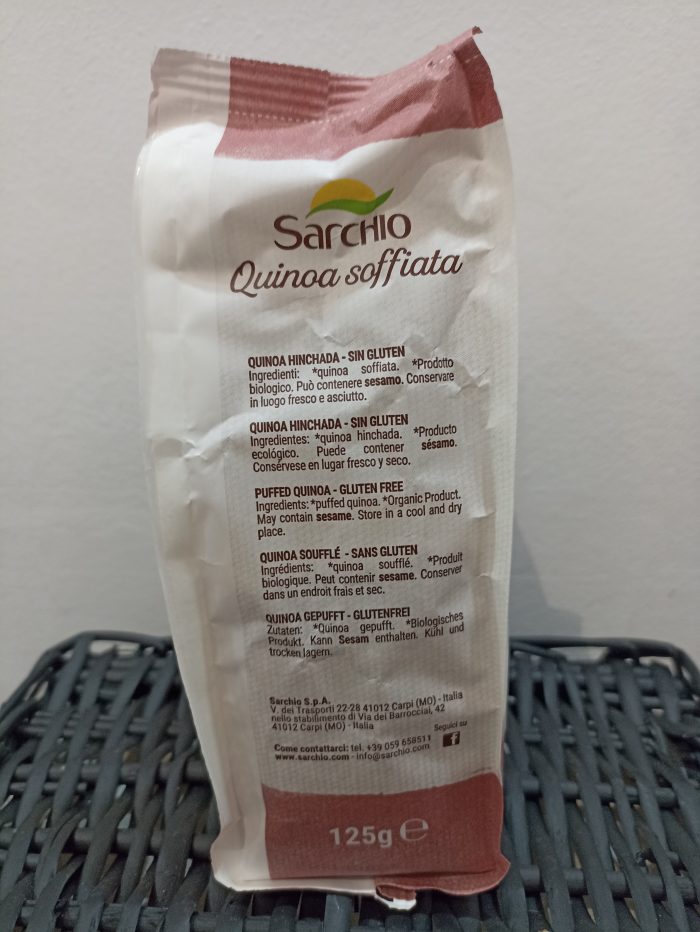 Sarchio
Quinoa soffiata
QUINOA HINCHADA - SIN GLUTEN
Ingredienti: *quinoa soffiata. *Prodotto
biologico. Può contenere sesamo. Conservare
in luogo fresco e asciutto.
QUINOA HINCHADA - SIN GLUTEN
Ingredientes: *quinoa hinchada. *Producto
ecológico. Puede contener sésamo.
Consérvese en lugar fresco y seco.
PUFFED QUINOA - GLUTEN FREE
Ingredients: *puffed quinoa. *Organic Product.
May contain sesame. Store in a cool and dry
place.
QUINOA SOUFFLÉ - SANS GLUTEN
Ingrédients: *quinoa soufflé. *Produit
biologique. Peut contenir sesame. Conserver
dans un endroit frais et sec.
QUINOA GEPUFFT - GLUTENFREI
Zutaten: *Quinoa gepufft. *Biologisches
Produkt. Kann Sesam enthalten. Kühl und
trocken lagern.
Sarchio S.p.A.
V. dei Trasporti 22-28 41012 Carpi (MO) - Italia
nello stabilimento di Via dei Barrocciai, 42
41012 Carpi (MO) - Italia
Seguici su
Come contattarci: tel. +39 059 658511
www.sarchio.com - info@sarchio.com
125g ℮